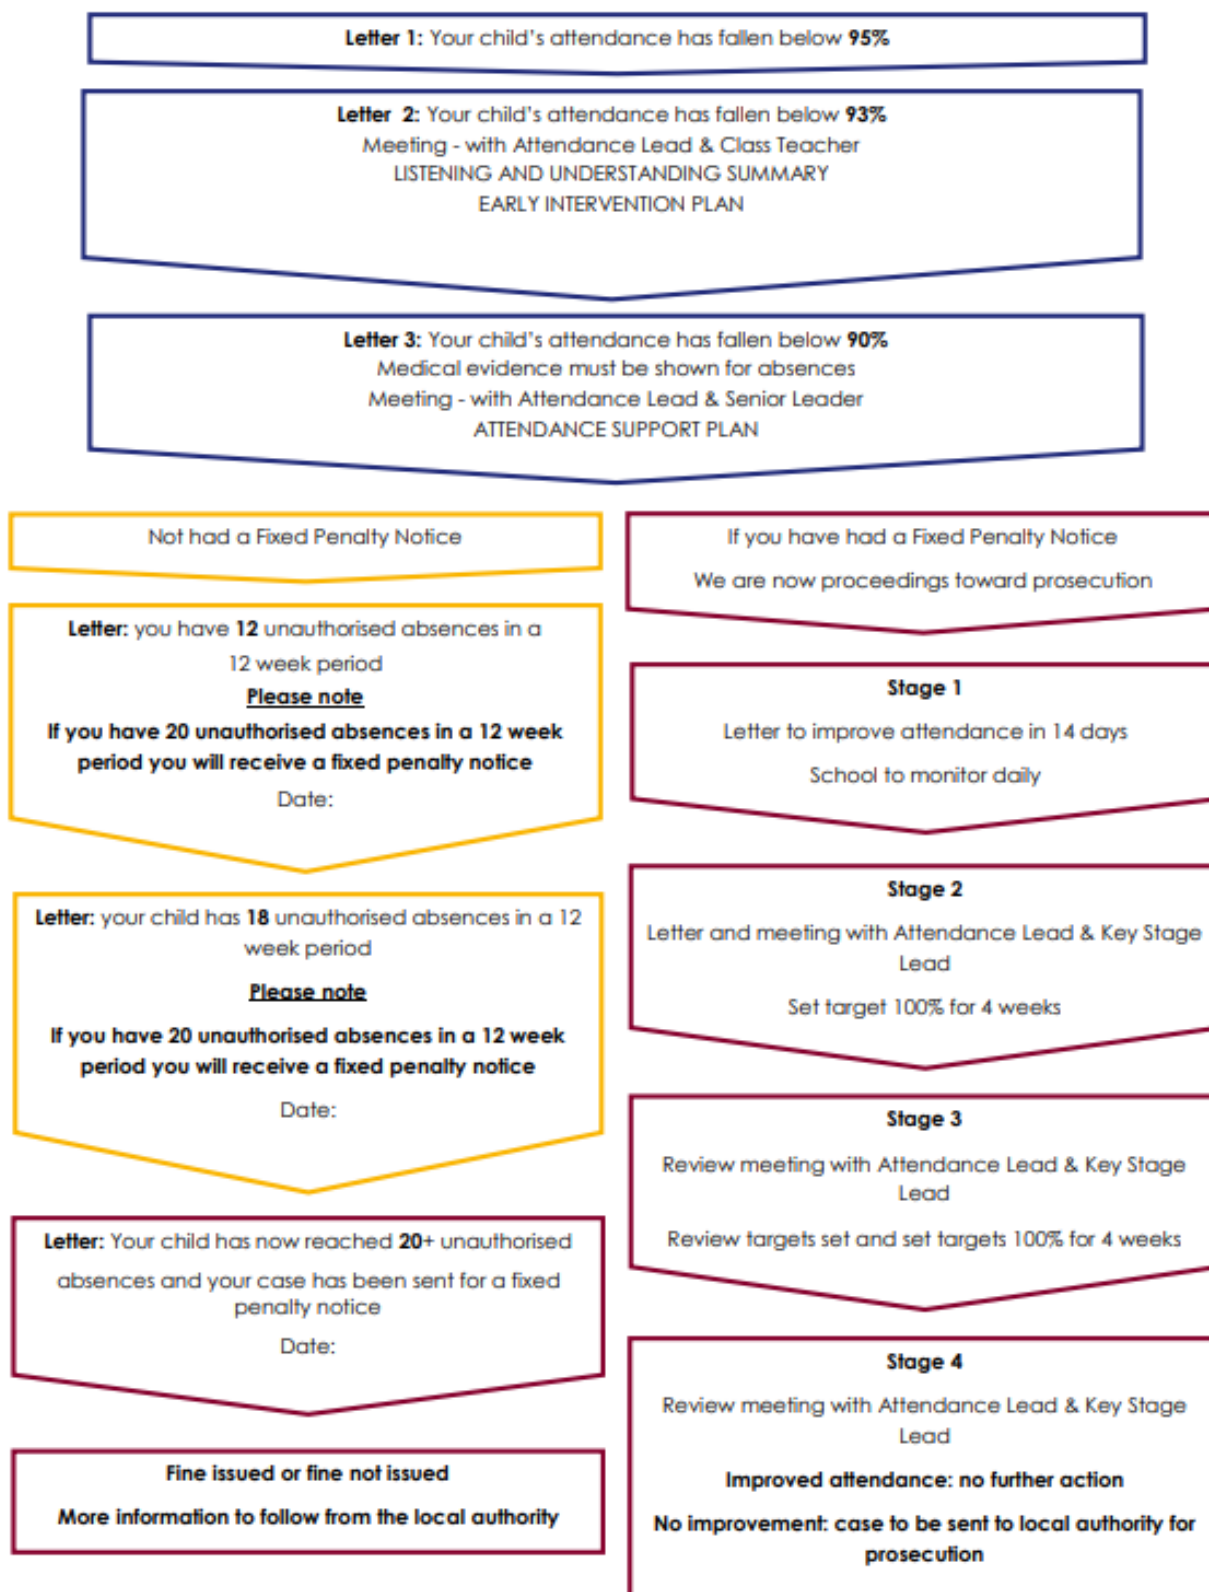 Letter 1: Your child's attendance has fallen below 95%
Letter 2: Your child's attendance has fallen below 93%
Meeting - with Attendance Lead & Class Teacher
LISTENING AND UNDERSTANDING SUMMARY
EARLY INTERVENTION PLAN
Letter 3: Your child's attendance has fallen below 90%
Medical evidence must be shown for absences
Meeting - with Attendance Lead & Senior Leader
ATTENDANCE SUPPORT PLAN
Not had a Fixed Penalty Notice
Letter: you have 12 unauthorised absences in a
12 week period
Please note
If you have 20 unauthorised absences in a 12 week
period you will receive a fixed penalty notice
Date:
Letter: your child has 18 unauthorised absences in a 12
week period
Please note
If you have 20 unauthorised absences in a 12 week
period you will receive a fixed penalty notice
Date:
Letter: Your child has now reached 20+ unauthorised
absences and your case has been sent for a fixed
penalty notice
Date:
Fine issued or fine not issued
More information to follow from the local authority
If you have had a Fixed Penalty Notice
We are now proceedings toward prosecution
Stage 1
Letter to improve attendance in 14 days
School to monitor daily
Stage 2
Letter and meeting with Attendance Lead & Key Stage
Lead
Set target 100% for 4 weeks
Stage 3
Review meeting with Attendance Lead & Key Stage
Lead
Review targets set and set targets 100% for 4 weeks
Stage 4
Review meeting with Attendance Lead & Key Stage
Lead
Improved attendance: no further action
No improvement: case to be sent to local authority for
prosecution